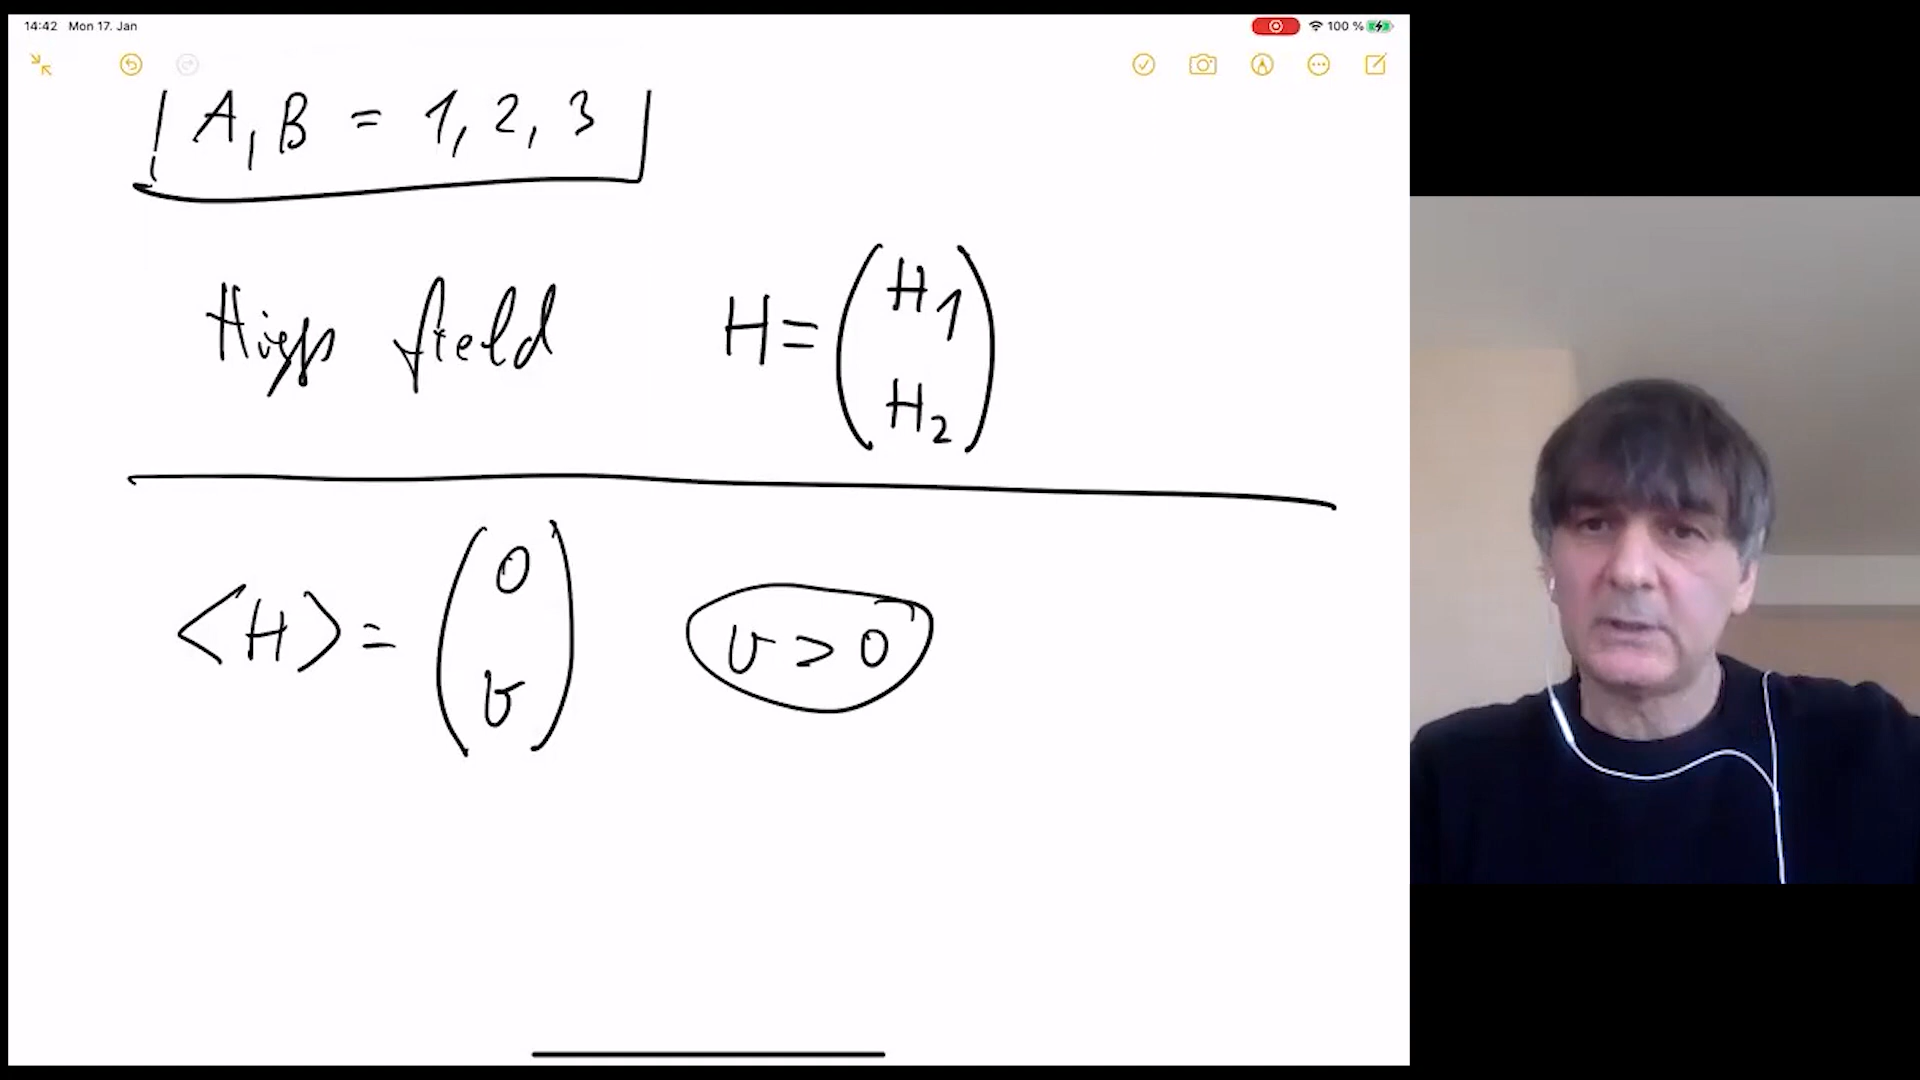 14:42 Mon 17. Jan 100 %
A, B = 1, 2, 3
Higgs field H = ( H1 H2 )
<H> = ( 0 v ) v > 0